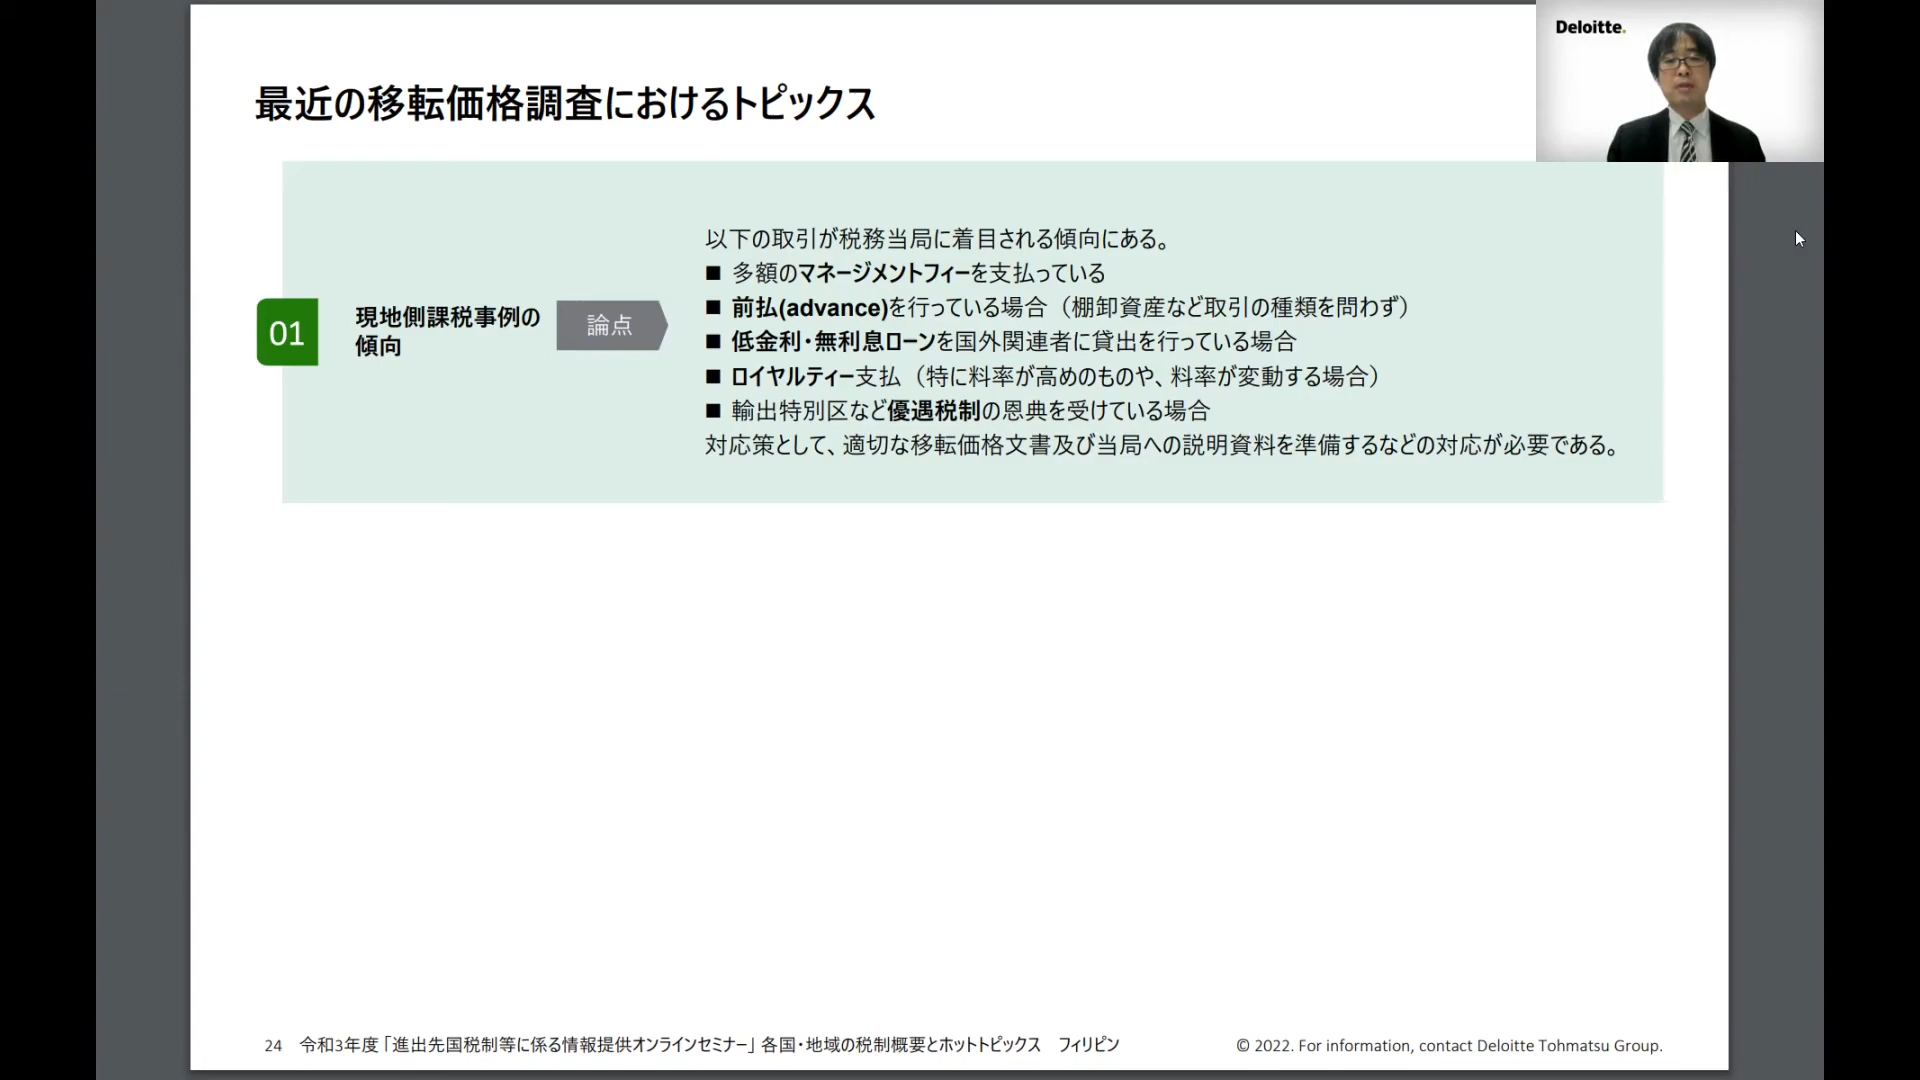 Deloitte.
最近の移転価格調査におけるトピックス
01
現地側課税事例の
傾向
論点
以下の取引が税務当局に着目される傾向にある。
■ 多額のマネージメントフィーを支払っている
■ 前払(advance)を行っている場合（棚卸資産など取引の種類を問わず）
■ 低金利・無利息ローンを国外関連者に貸出を行っている場合
■ ロイヤルティー支払（特に料率が高めのものや、料率が変動する場合）
■ 輸出特別区など優遇税制の恩典を受けている場合
対応策として、適切な移転価格文書及び当局への説明資料を準備するなどの対応が必要である。
24 令和3年度「進出先国税制等に係る情報提供オンラインセミナー」各国・地域の税制概要とホットトピックス フィリピン
© 2022. For information, contact Deloitte Tohmatsu Group.